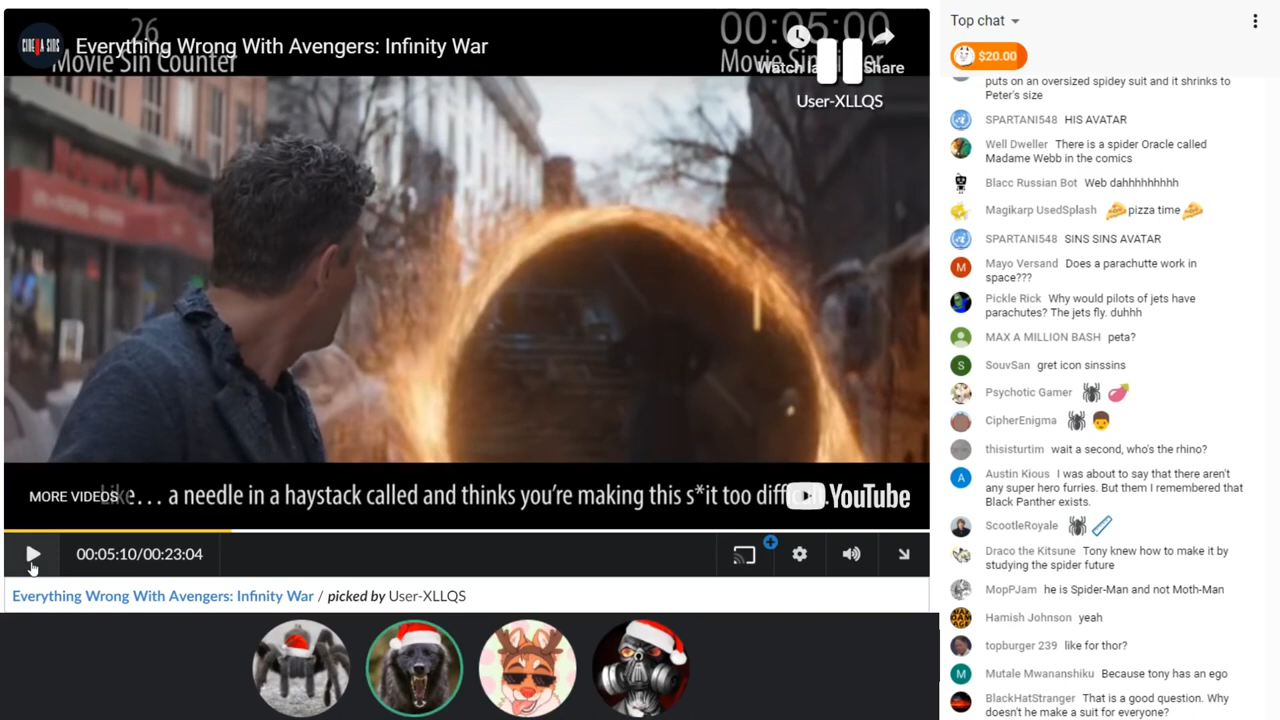 26
00:05:00
CINEMA SINS
Everything Wrong With Avengers: Infinity War
Movie Sin Counter
Movie Sin
Watch la
Share
User-XLLQS
MORE VIDEOS
Like… a needle in a haystack called and thinks you're making this s*it too diff
YouTube
00:05:10/00:23:04
Everything Wrong With Avengers: Infinity War / picked by User-XLLQS
Top chat
$20.00
puts on an oversized spidey suit and it shrinks to
Peter's size
SPARTANI548 HIS AVATAR
Well Dweller There is a spider Oracle called
Madame Webb in the comics
Blacc Russian Bot Web dahhhhhhhhh
Magikarp UsedSplash 🍕pizza time🍕
SPARTANI548 SINS SINS AVATAR
M
Mayo Versand Does a parachutte work in
space???
Pickle Rick Why would pilots of jets have
parachutes? The jets fly. duhhh
MAX A MILLION BASH peta?
S
SouvSan gret icon sinssins
Psychotic Gamer 🕷️ 🍆
CipherEnigma 🕷️ 👨
thisisturtim wait a second, who's the rhino?
A
Austin Kious I was about to say that there aren't
any super hero furries. But them I remembered that
Black Panther exists.
ScootleRoyale 🕷️ 📏
Draco the Kitsune Tony knew how to make it by
studying the spider future
MopPJam he is Spider-Man and not Moth-Man
Hamish Johnson yeah
topburger 239 like for thor?
M
Mutale Mwananshiku Because tony has an ego
BlackHatStranger That is a good question. Why
doesn't he make a suit for everyone?